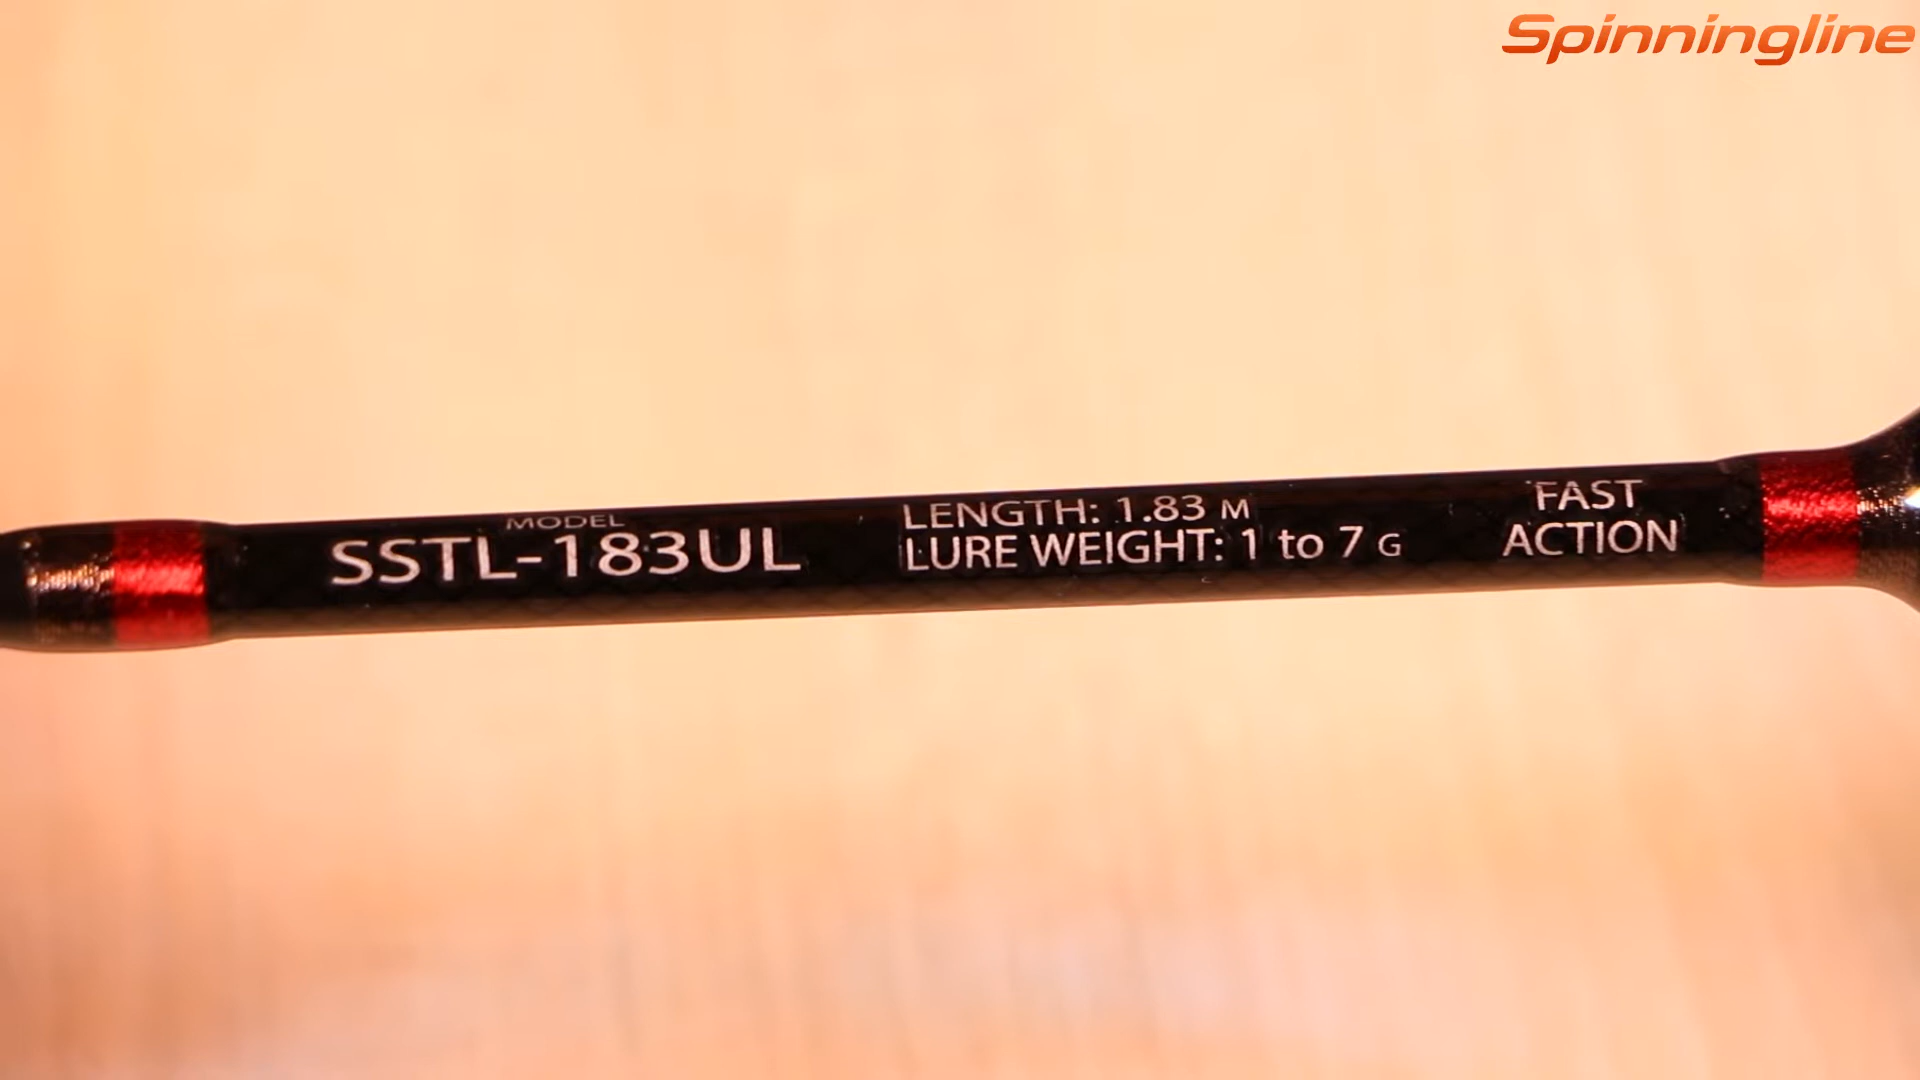 Spinningline
MODEL
SSTL-183UL
LENGTH: 1.83 M
LURE WEIGHT: 1 to 7 G
FAST
ACTION